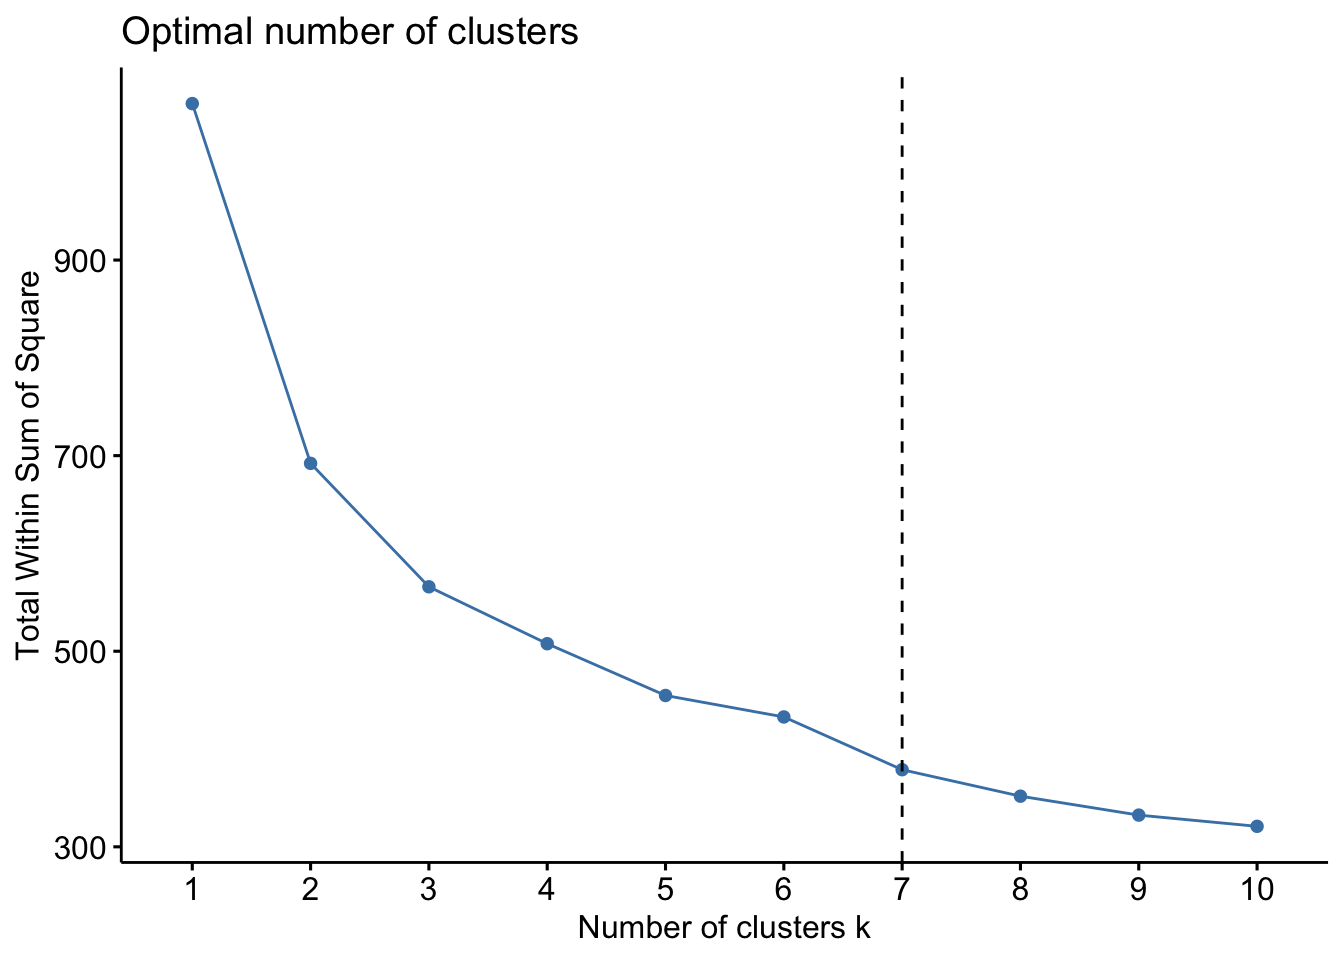 Optimal number of clusters
Total Within Sum of Square
900
700
500
300
1 2 3 4 5 6 7 8 9 10
Number of clusters k